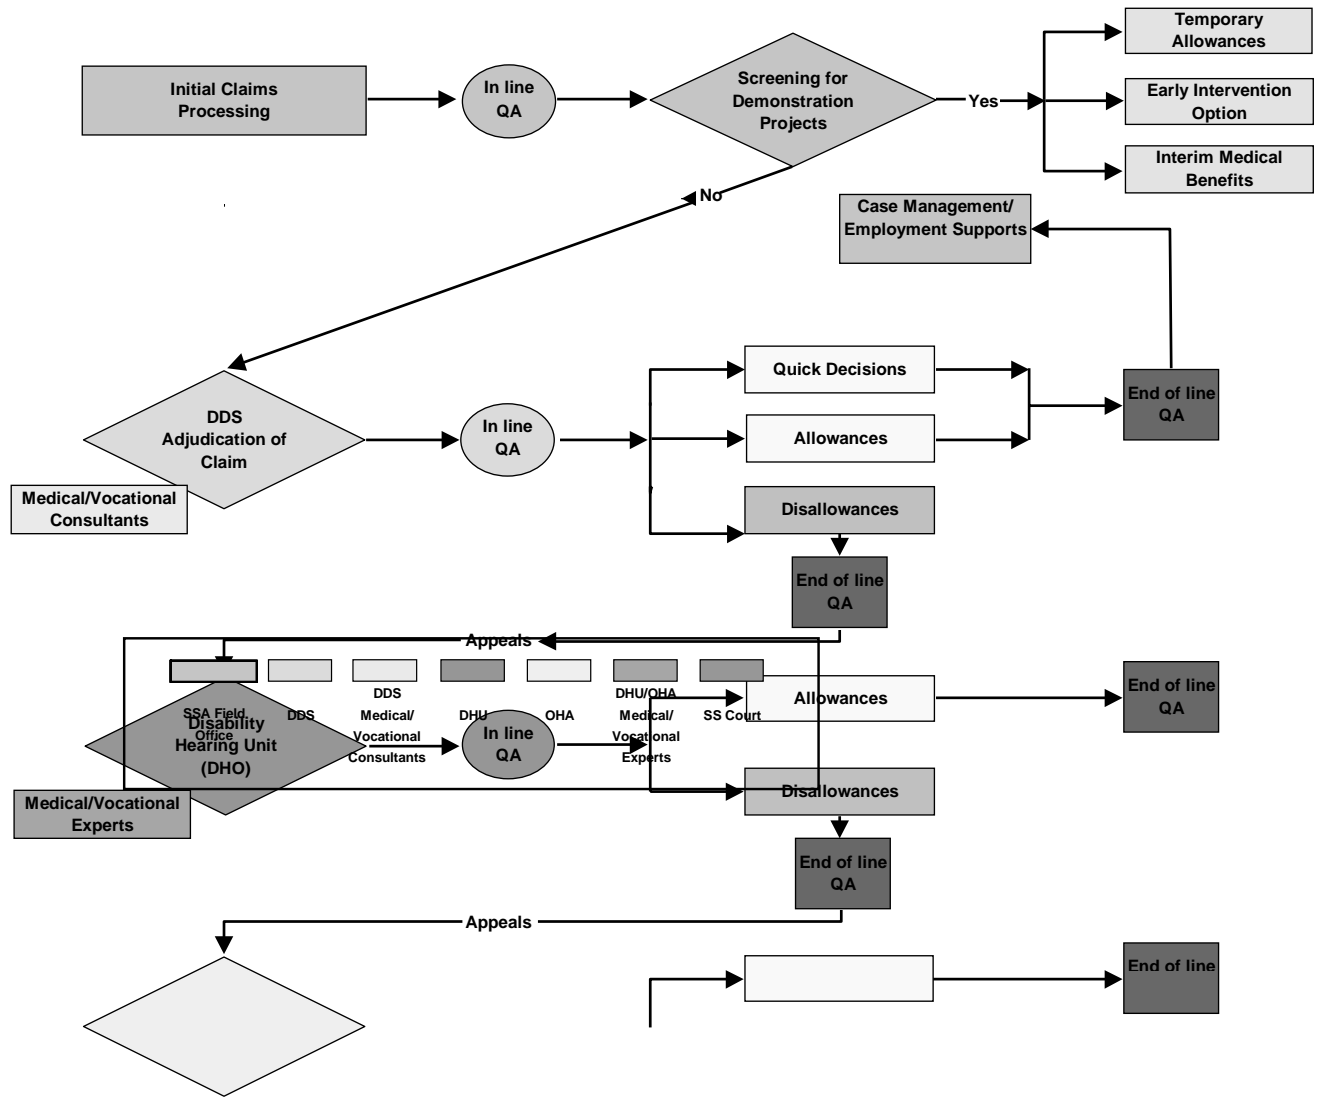 Temporary
Allowances
Initial Claims
Processing
In line
QA
Screening for
Demonstration
Projects
Yes
Early Intervention
Option
Interim Medical
Benefits
No
Case Management/
Employment Supports
Quick Decisions
End of line
QA
DDS
Adjudication of
Claim
In line
QA
Allowances
Medical/Vocational
Consultants
Disallowances
End of line
QA
Appeals
SSA Field
Office
DDS
DDS
Medical/
Vocational
Consultants
DHU
OHA
DHU/OHA
Medical/
Vocational
Experts
SS Court
Disability
Hearing Unit
(DHO)
In line
QA
Allowances
End of line
QA
Medical/Vocational
Experts
Disallowances
End of line
QA
Appeals
End of line